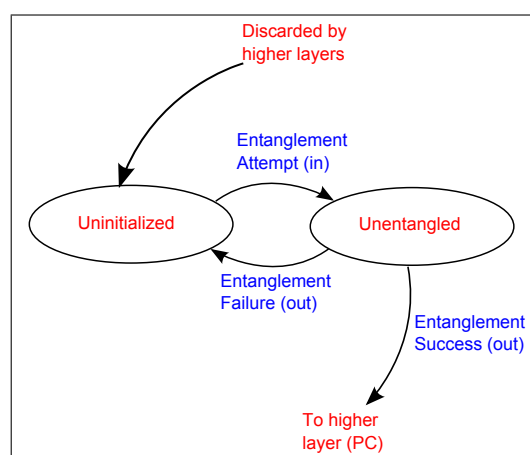 Discarded by
higher layers
Entanglement
Attempt (in)
Uninitialized
Unentangled
Entanglement
Failure (out)
Entanglement
Success (out)
To higher
layer (PC)